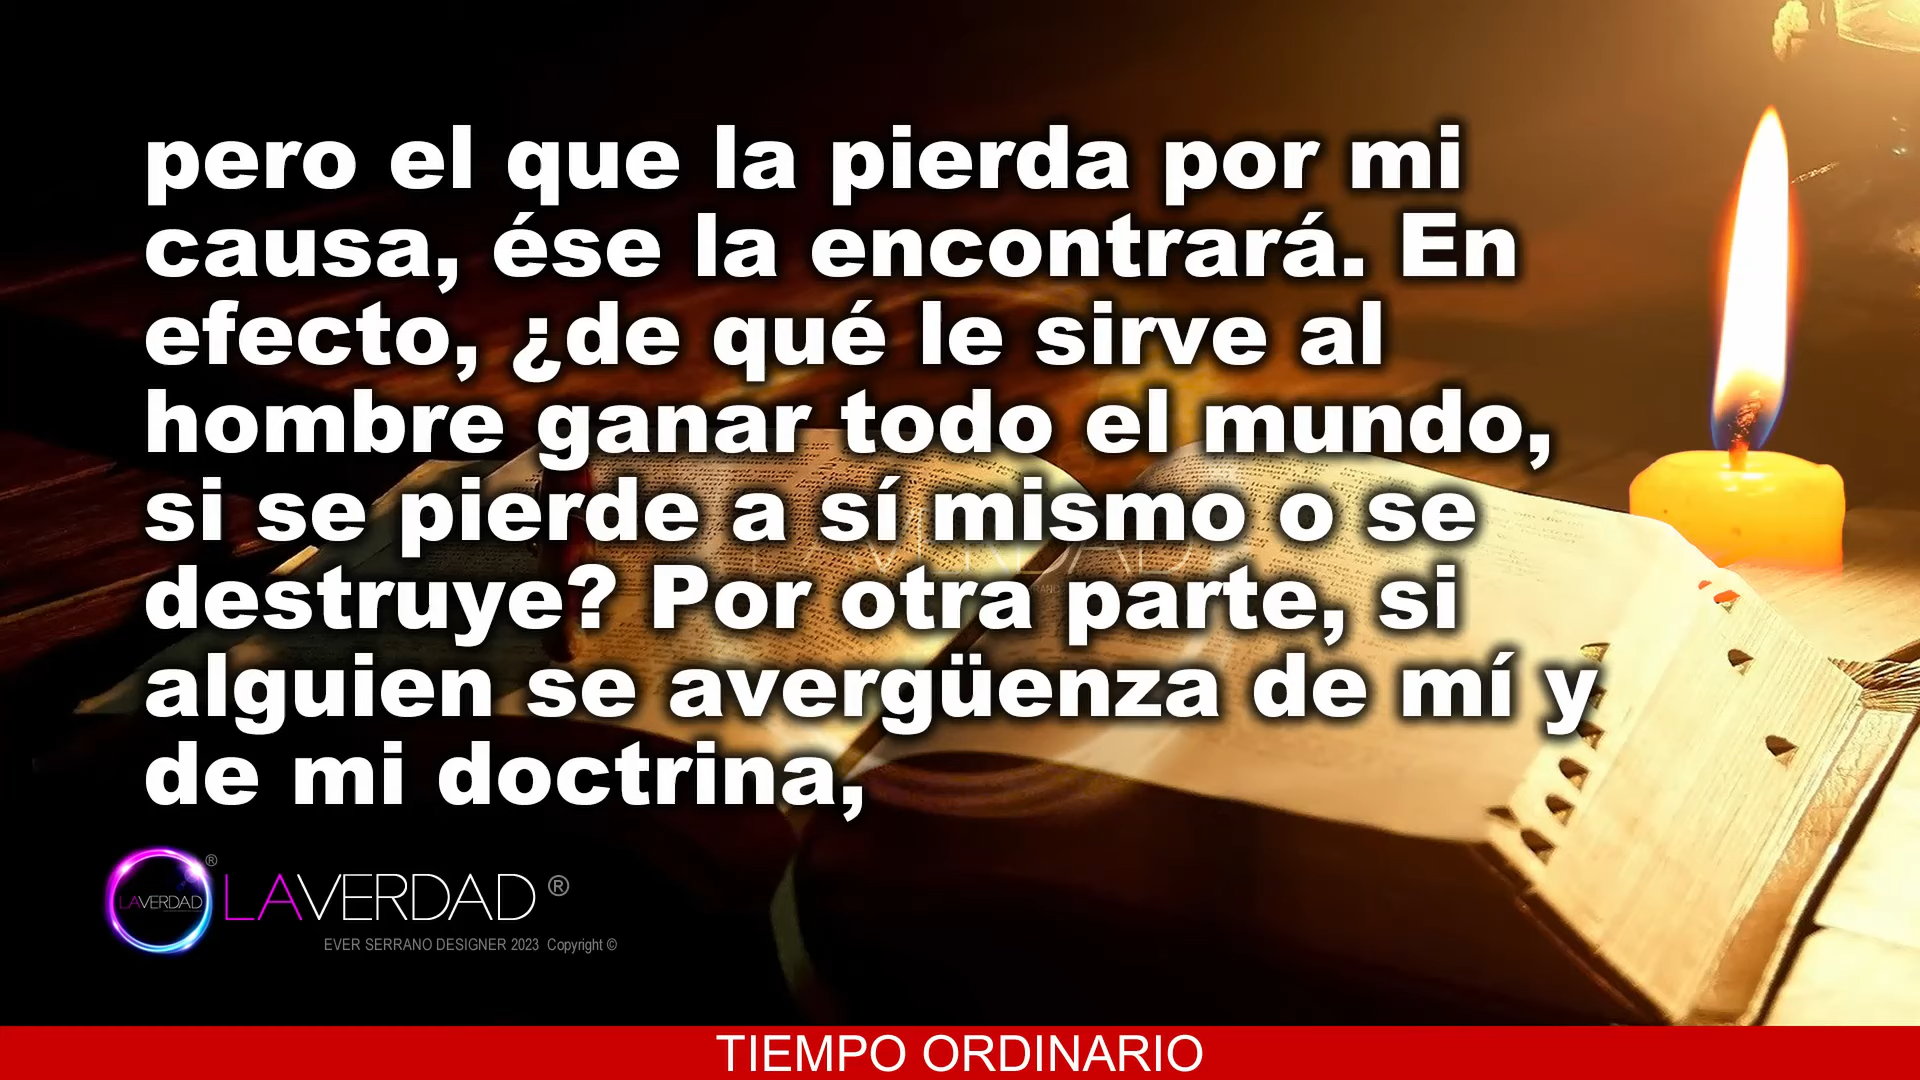 pero el que la pierda por mi
causa, ése la encontrará. En
efecto, ¿de qué le sirve al
hombre ganar todo el mundo,
si se pierde a sí mismo o se
destruye? Por otra parte, si
alguien se avergüenza de mí y
de mi doctrina,
LAVERDAD ®
LAVERDAD ®
EVER SERRANO DESIGNER 2023 Copyright ©
TIEMPO ORDINARIO